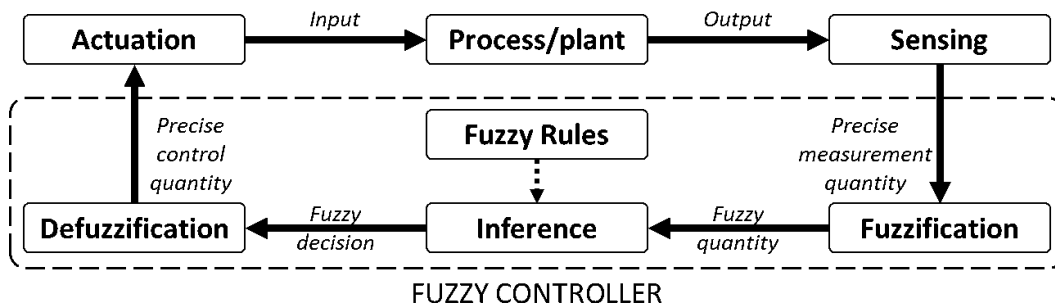 Input
Output
Actuation
Process/plant
Sensing
Precise
control
quantity
Fuzzy Rules
Precise
measurement
quantity
Defuzzification
Fuzzy
decision
Inference
Fuzzy
quantity
Fuzzification
FUZZY CONTROLLER